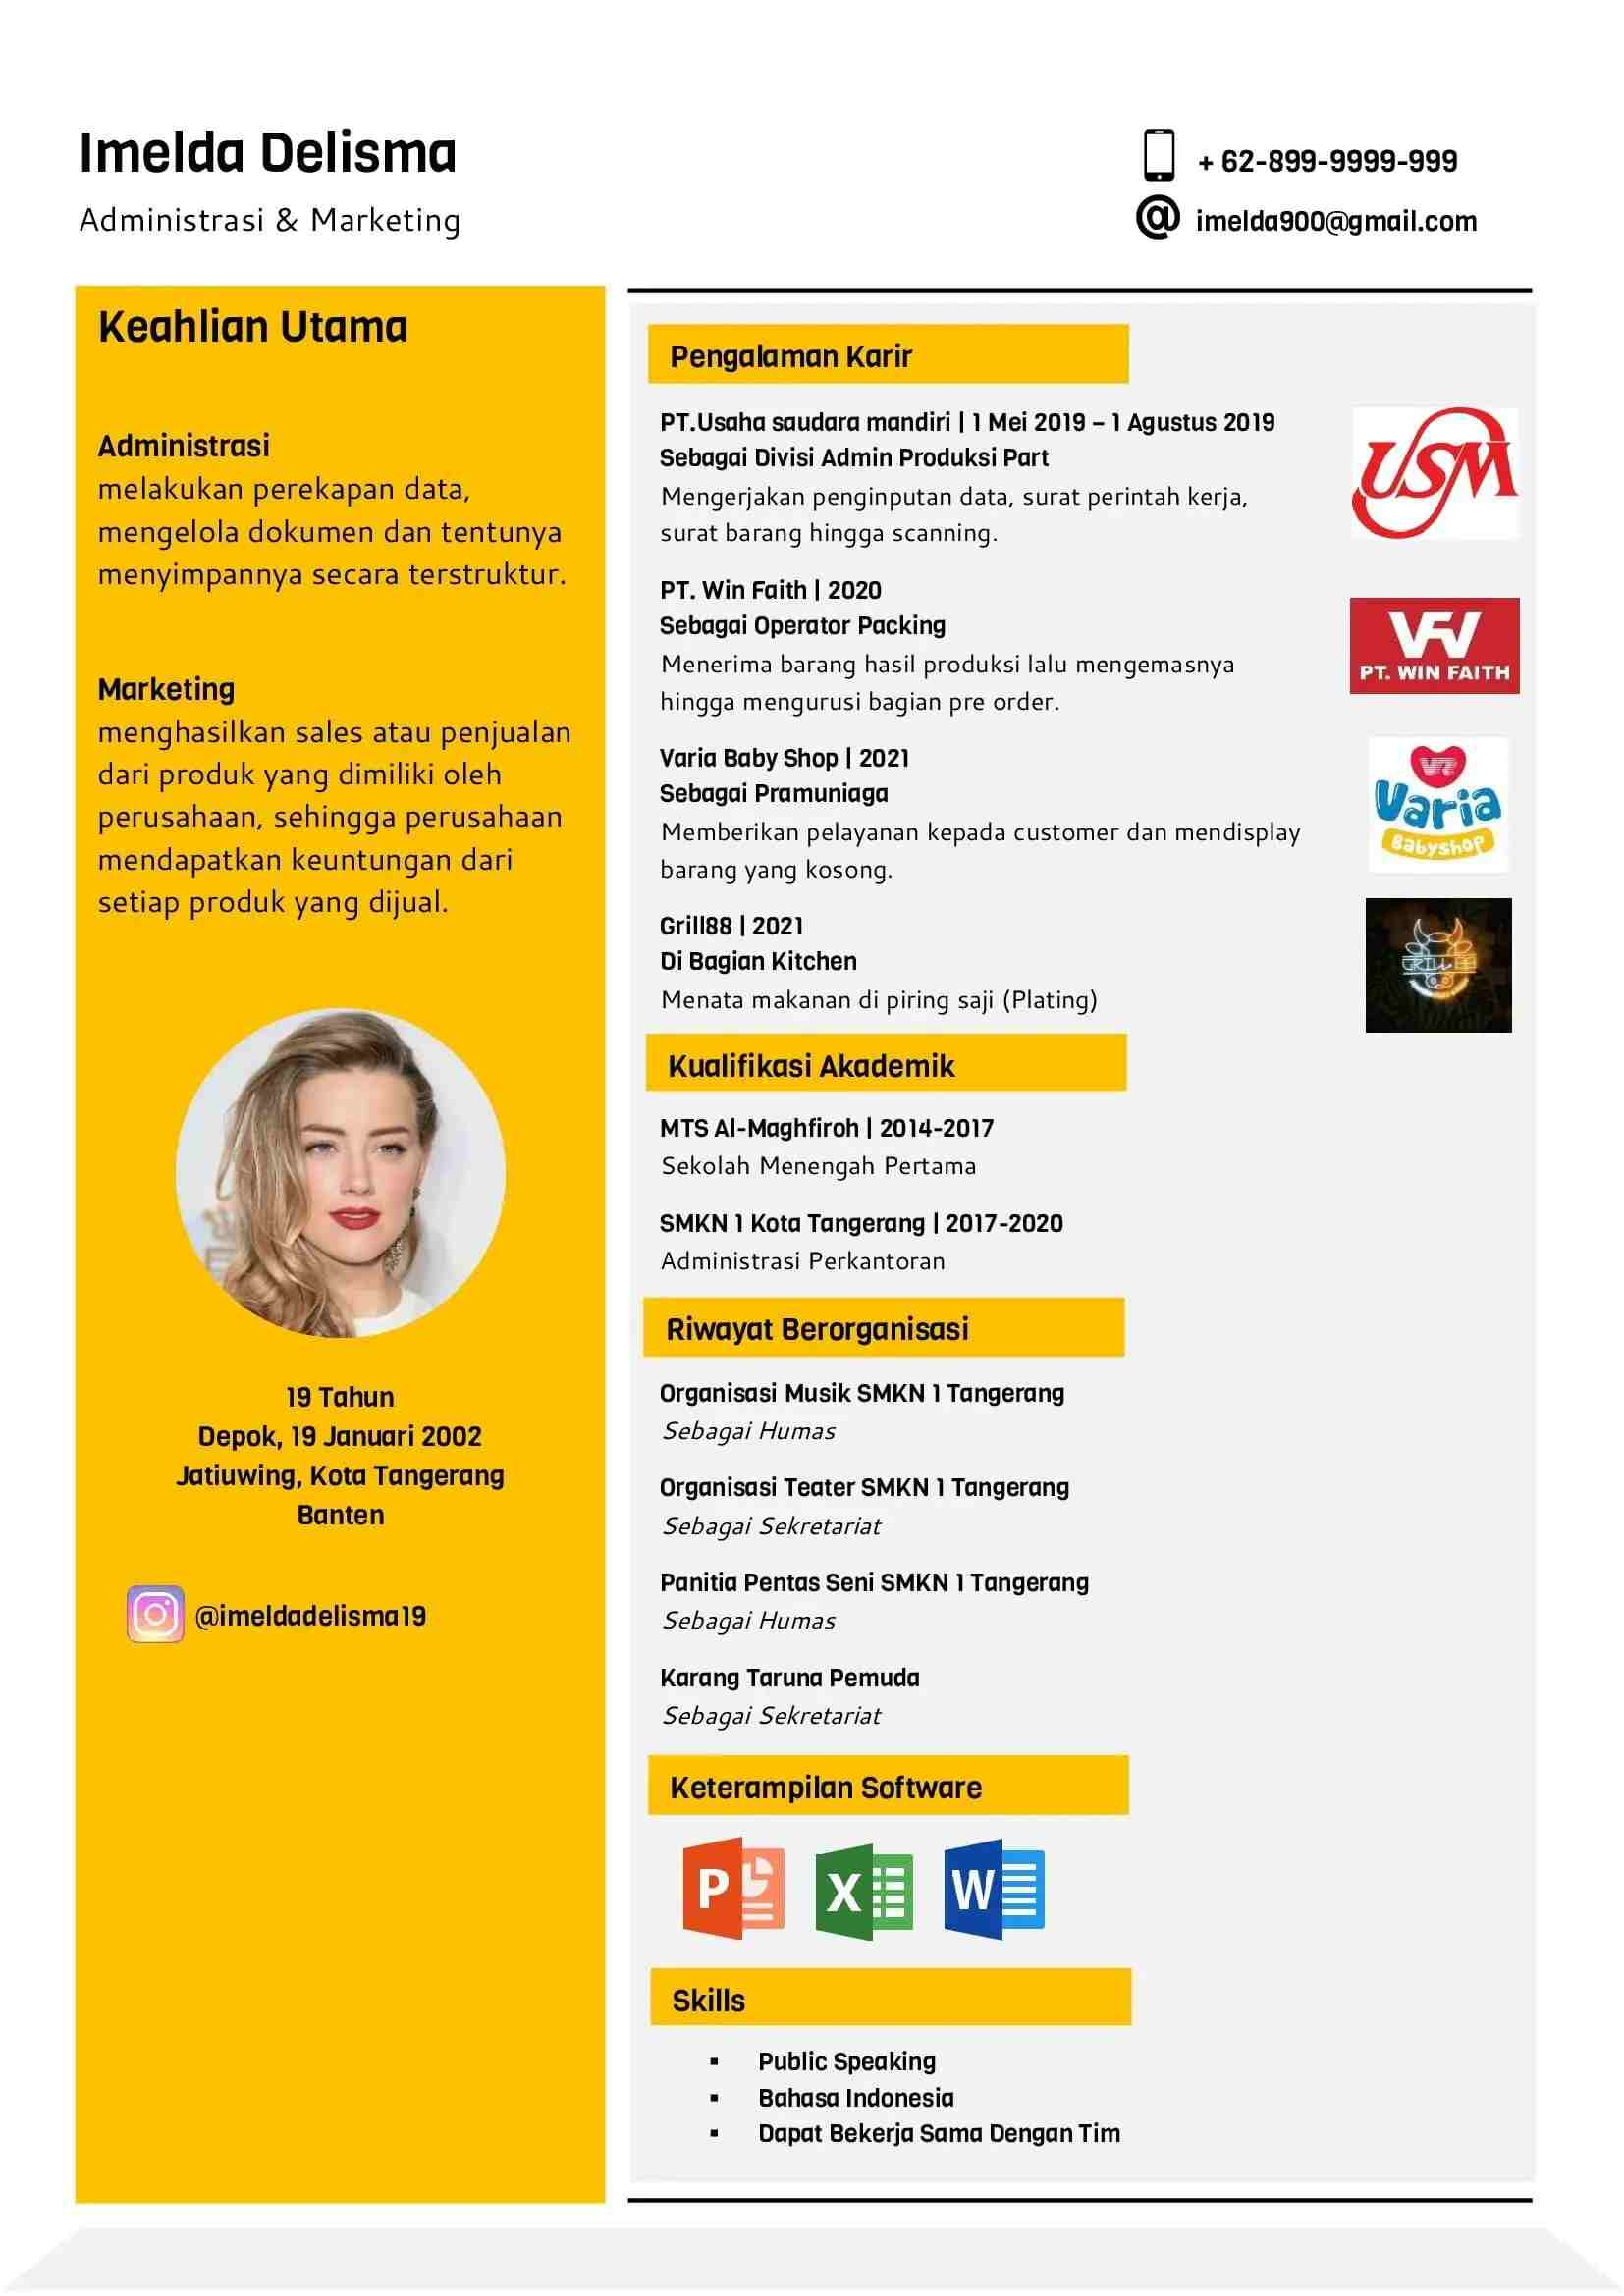 Imelda Delisma
Administrasi & Marketing
+ 62-899-9999-999
imelda900@gmail.com
Keahlian Utama
Administrasi
melakukan perekapan data,
mengelola dokumen dan tentunya
menyimpannya secara terstruktur.
Marketing
menghasilkan sales atau penjualan
dari produk yang dimiliki oleh
perusahaan, sehingga perusahaan
mendapatkan keuntungan dari
setiap produk yang dijual.
19 Tahun
Depok, 19 Januari 2002
Jatiuwing, Kota Tangerang
Banten
@imeldadelisma19
Pengalaman Karir
PT.Usaha saudara mandiri | 1 Mei 2019 – 1 Agustus 2019
Sebagai Divisi Admin Produksi Part
Mengerjakan penginputan data, surat perintah kerja,
surat barang hingga scanning.
USM
PT. Win Faith | 2020
Sebagai Operator Packing
Menerima barang hasil produksi lalu mengemasnya
hingga mengurusi bagian pre order.
PT. WIN FAITH
Varia Baby Shop | 2021
Sebagai Pramuniaga
Memberikan pelayanan kepada customer dan mendisplay
barang yang kosong.
Varia
Babyshop
Grill88 | 2021
Di Bagian Kitchen
Menata makanan di piring saji (Plating)
Kualifikasi Akademik
MTS Al-Maghfiroh | 2014-2017
Sekolah Menengah Pertama
SMKN 1 Kota Tangerang | 2017-2020
Administrasi Perkantoran
Riwayat Berorganisasi
Organisasi Musik SMKN 1 Tangerang
Sebagai Humas
Organisasi Teater SMKN 1 Tangerang
Sebagai Sekretariat
Panitia Pentas Seni SMKN 1 Tangerang
Sebagai Humas
Karang Taruna Pemuda
Sebagai Sekretariat
Keterampilan Software
P X W
Skills
▪ Public Speaking
▪ Bahasa Indonesia
▪ Dapat Bekerja Sama Dengan Tim